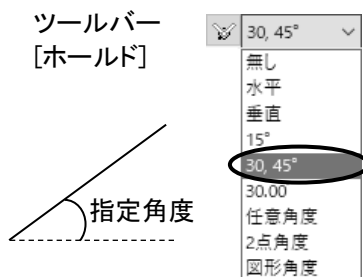 ツールバー
[ホールド]
30, 45°
無し
水平
垂直
15°
30, 45°
30.00
任意角度
2点角度
図形角度
指定角度